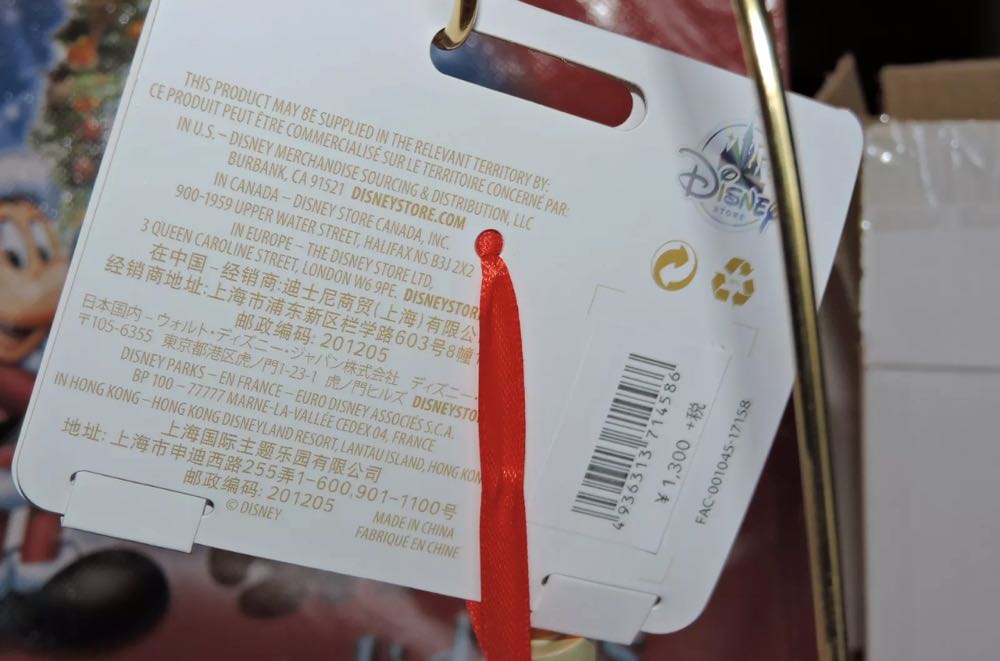 THIS PRODUCT MAY BE SUPPLIED IN THE RELEVANT TERRITORY BY:
CE PRODUIT PEUT ÊTRE COMMERCIALISÉ SUR LE TERRITOIRE CONCERNÉ PAR:
IN U.S. – DISNEY MERCHANDISE SOURCING & DISTRIBUTION, LLC
BURBANK, CA 91521 DISNEYSTORE.COM
IN CANADA – DISNEY STORE CANADA, INC.
900-1959 UPPER WATER STREET, HALIFAX NS B3J 2X2
IN EUROPE – THE DISNEY STORE LTD,
3 QUEEN CAROLINE STREET, LONDON W6 9PE, DISNEYSTOR
在中国 – 经销商:迪士尼商贸(上海)有限公
经销商地址:上海市浦东新区栏学路603号8幢
邮政编码: 201205
日本国内 – ウォルト・ディズニー・ジャパン株式会社 ディズニー・
〒105-6355 東京都港区虎ノ門1-23-1 虎ノ門ヒルズ DISNEYSTO
DISNEY PARKS – EN FRANCE – EURO DISNEY ASSOCIÉS S.C.A.
BP 100 – 77777 MARNE-LA-VALLÉE CEDEX 04, FRANCE
IN HONG KONG – HONG KONG DISNEYLAND RESORT, LANTAU ISLAND, HONG KON
上海国际主题乐园有限公司
地址: 上海市申迪西路255弄1-600,901-1100号
邮政编码: 201205
© DISNEY
MADE IN CHINA
FABRIQUÉ EN CHINE
Disney
STORE
4936313714586
¥1,300 +税
FAC-001045-17158